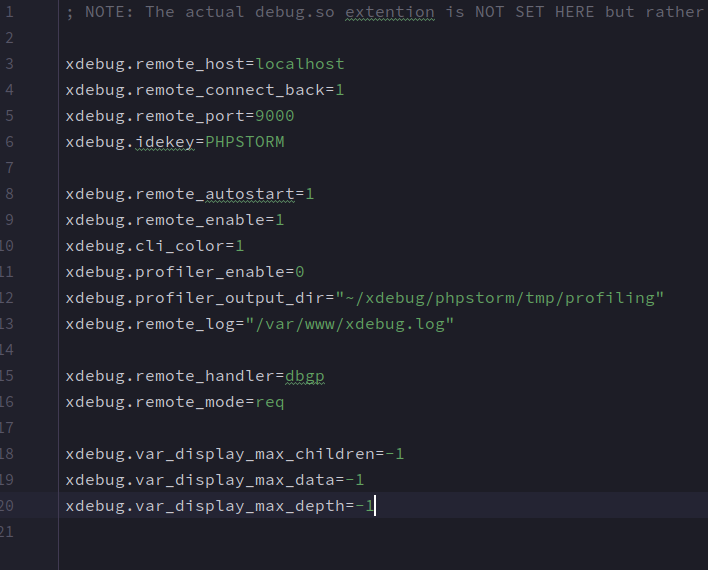 1 ; NOTE: The actual debug.so extention is NOT SET HERE but rather
2
3 xdebug.remote_host=localhost
4 xdebug.remote_connect_back=1
5 xdebug.remote_port=9000
6 xdebug.idekey=PHPSTORM
7
8 xdebug.remote_autostart=1
9 xdebug.remote_enable=1
10 xdebug.cli_color=1
11 xdebug.profiler_enable=0
12 xdebug.profiler_output_dir="~/xdebug/phpstorm/tmp/profiling"
13 xdebug.remote_log="/var/www/xdebug.log"
14
15 xdebug.remote_handler=dbgp
16 xdebug.remote_mode=req
17
18 xdebug.var_display_max_children=-1
19 xdebug.var_display_max_data=-1
20 xdebug.var_display_max_depth=-1
21